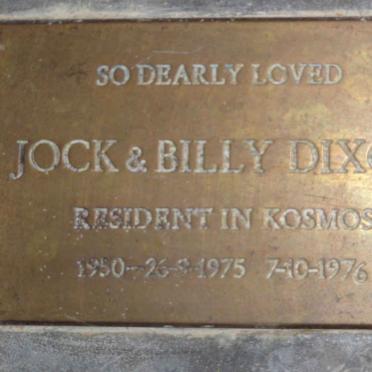 SO DEARLY LOVED
JOCK & BILLY DIXO
RESIDENT IN KOSMOS
1950--26-9-1975 7-10-1976